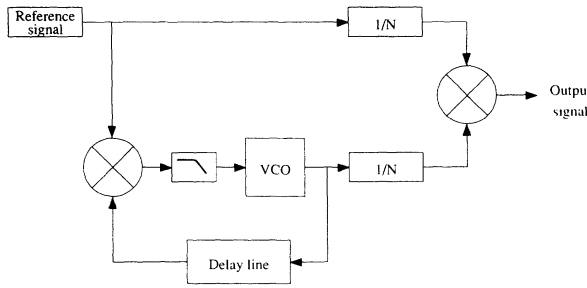 Reference
signal
1/N
Outpu
signal
VCO
1/N
Delay line